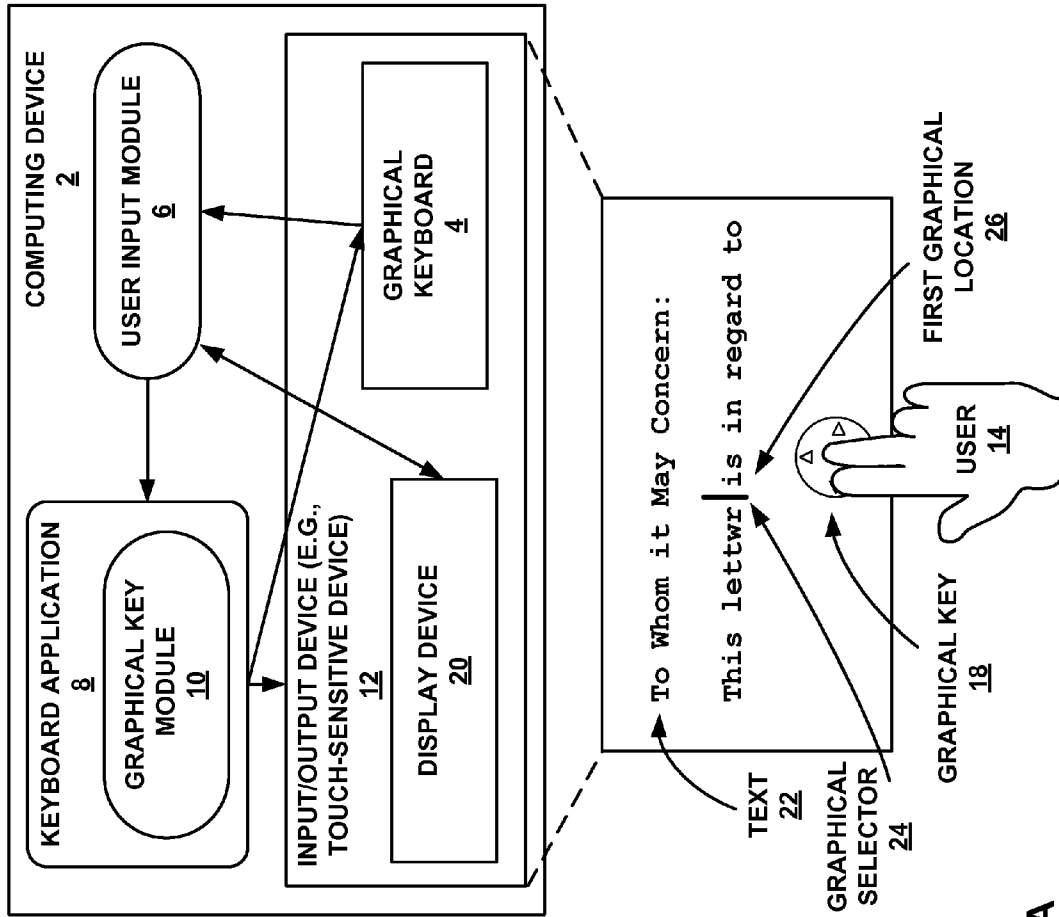 COMPUTING DEVICE
2
KEYBOARD APPLICATION
8
GRAPHICAL KEY
MODULE
10
USER INPUT MODULE
6
INPUT/OUTPUT DEVICE (E.G.,
TOUCH-SENSITIVE DEVICE)
12
DISPLAY DEVICE
20
GRAPHICAL
KEYBOARD
4
To Whom it May Concern:
This lettwr is in regard to
TEXT
22
GRAPHICAL
SELECTOR
24
GRAPHICAL KEY
18
USER
14
FIRST GRAPHICAL
LOCATION
26
A